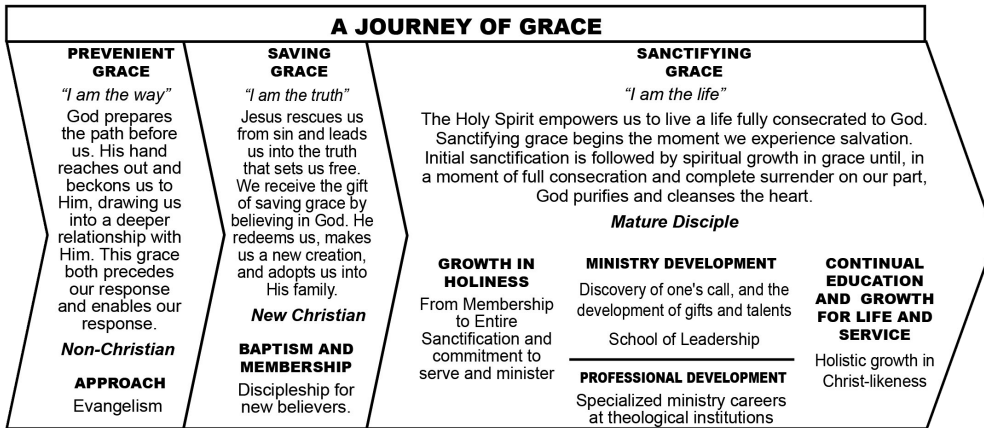 A JOURNEY OF GRACE
PREVENIENT
GRACE
“I am the way”
God prepares
the path before
us. His hand
reaches out and
beckons us to
Him, drawing us
into a deeper
relationship with
Him. This grace
both precedes
our response
and enables our
response.
Non-Christian
APPROACH
Evangelism
SAVING
GRACE
“I am the truth”
Jesus rescues us
from sin and leads
us into the truth
that sets us free.
We receive the gift
of saving grace by
believing in God. He
redeems us, makes
us a new creation,
and adopts us into
His family.
New Christian
BAPTISM AND
MEMBERSHIP
Discipleship for
new believers.
SANCTIFYING
GRACE
“I am the life”
The Holy Spirit empowers us to live a life fully consecrated to God.
Sanctifying grace begins the moment we experience salvation.
Initial sanctification is followed by spiritual growth in grace until, in
a moment of full consecration and complete surrender on our part,
God purifies and cleanses the heart.
Mature Disciple
GROWTH IN
HOLINESS
From Membership
to Entire
Sanctification and
commitment to
serve and minister
MINISTRY DEVELOPMENT
Discovery of one's call, and the
development of gifts and talents
School of Leadership
PROFESSIONAL DEVELOPMENT
Specialized ministry careers
at theological institutions
CONTINUAL
EDUCATION
AND GROWTH
FOR LIFE AND
SERVICE
Holistic growth in
Christ-likeness